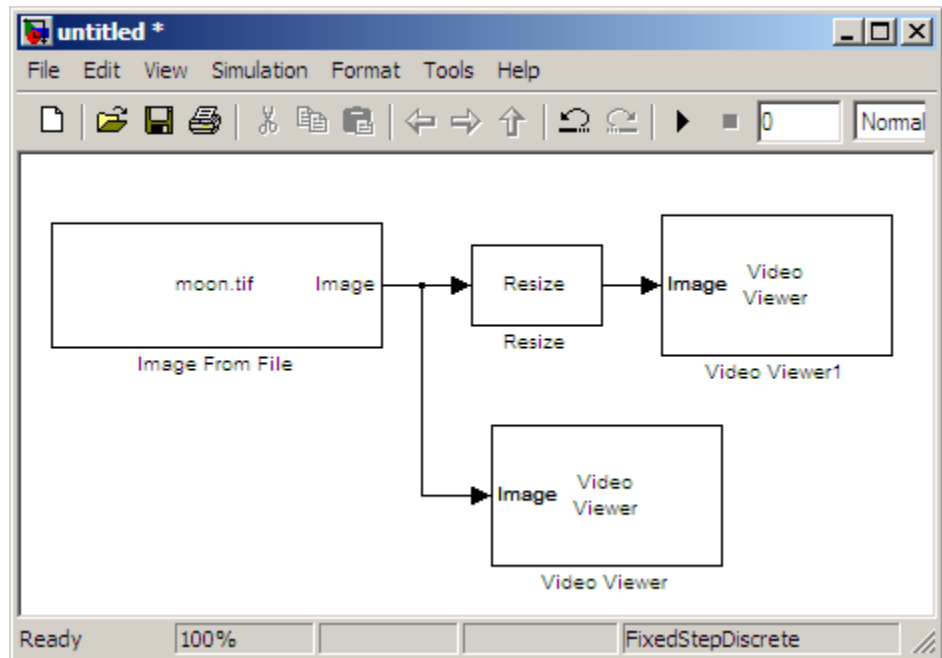 untitled *
File Edit View Simulation Format Tools Help
0 Normal
moon.tif Image
Image From File
Resize
Resize
Image Video
Viewer
Video Viewer1
Image Video
Viewer
Video Viewer
Ready 100% FixedStepDiscrete